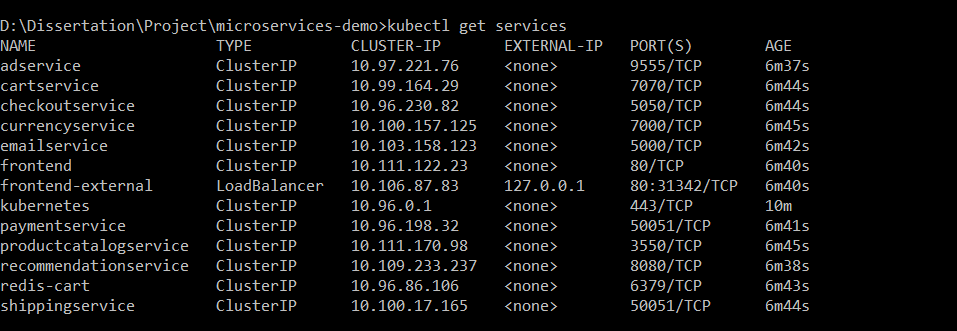 D:\Dissertation\Project\microservices-demo>kubectl get services
NAME TYPE CLUSTER-IP EXTERNAL-IP PORT(S) AGE
adservice ClusterIP 10.97.221.76 <none> 9555/TCP 6m37s
cartservice ClusterIP 10.99.164.29 <none> 7070/TCP 6m44s
checkoutservice ClusterIP 10.96.230.82 <none> 5050/TCP 6m44s
currencyservice ClusterIP 10.100.157.125 <none> 7000/TCP 6m45s
emailservice ClusterIP 10.103.158.123 <none> 5000/TCP 6m42s
frontend ClusterIP 10.111.122.23 <none> 80/TCP 6m40s
frontend-external LoadBalancer 10.106.87.83 127.0.0.1 80:31342/TCP 6m40s
kubernetes ClusterIP 10.96.0.1 <none> 443/TCP 10m
paymentservice ClusterIP 10.96.198.32 <none> 50051/TCP 6m41s
productcatalogservice ClusterIP 10.111.170.98 <none> 3550/TCP 6m45s
recommendationservice ClusterIP 10.109.233.237 <none> 8080/TCP 6m38s
redis-cart ClusterIP 10.96.86.106 <none> 6379/TCP 6m43s
shippingservice ClusterIP 10.100.17.165 <none> 50051/TCP 6m44s